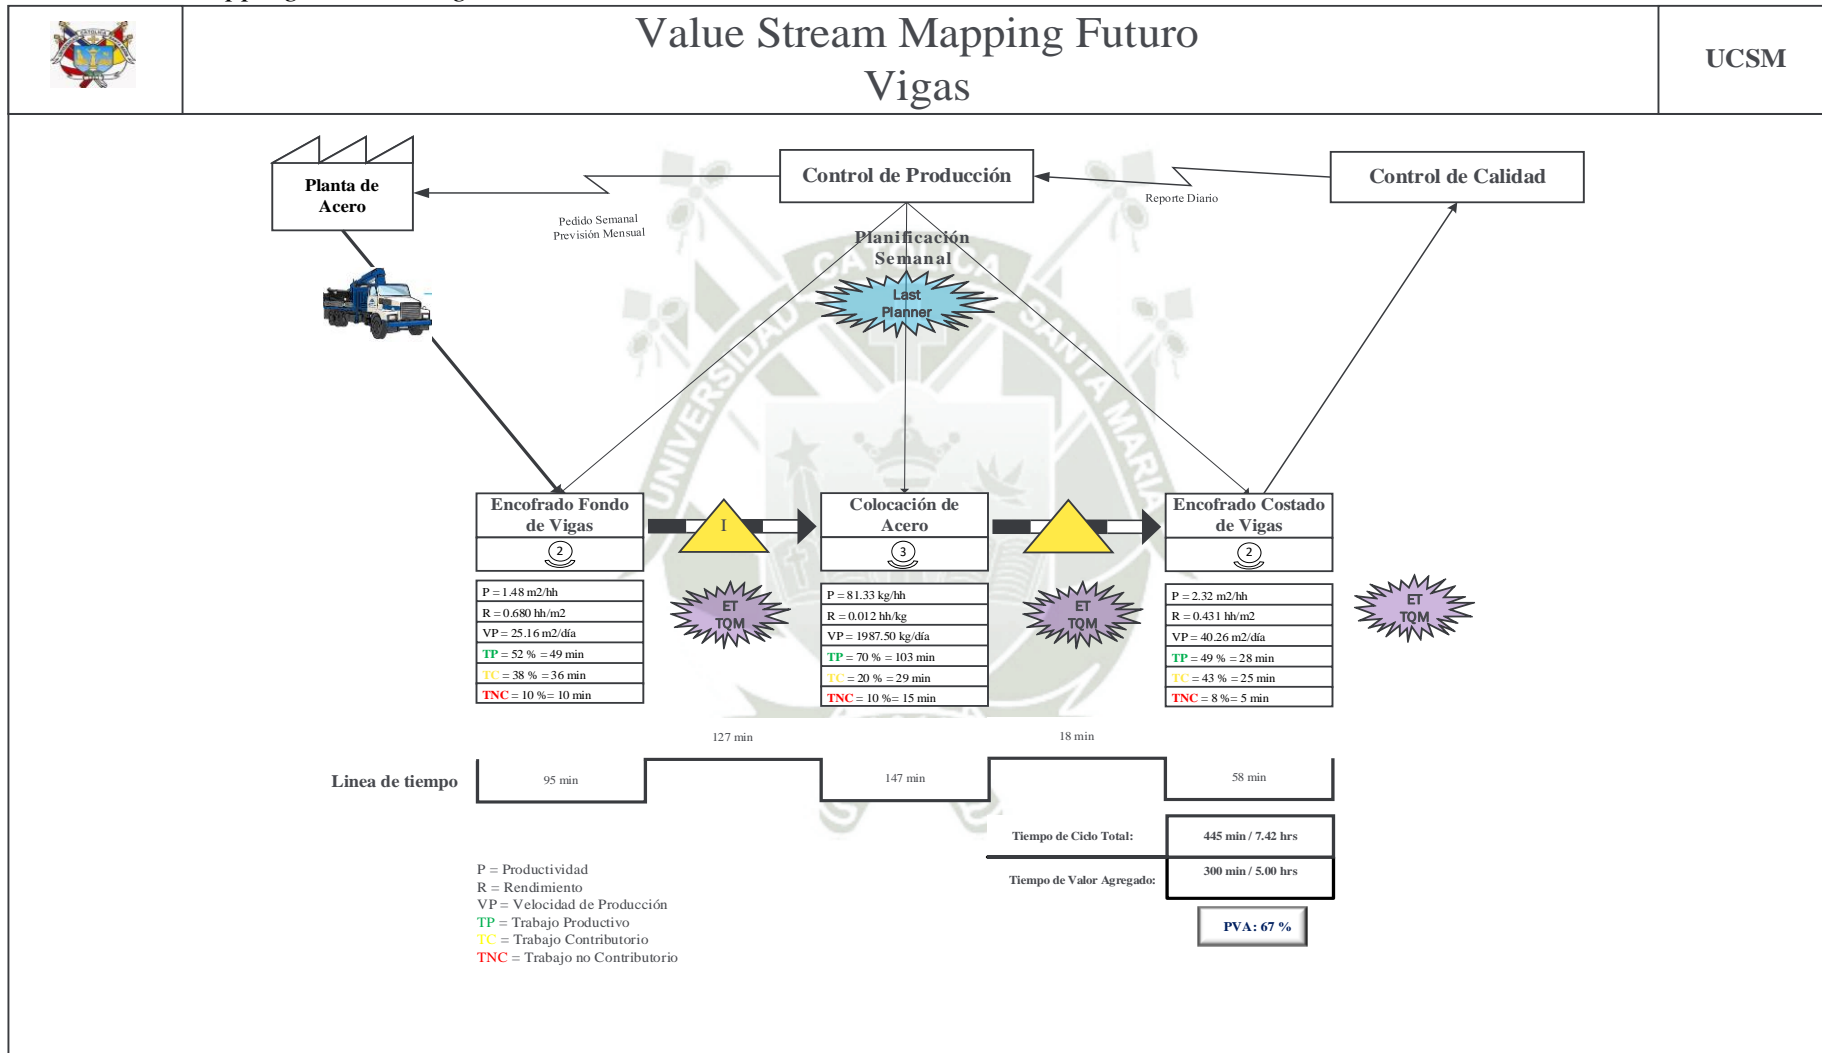 Value Stream Mapping Futuro
Vigas
UCSM
Planta de
Acero
Pedido Semanal
Previsión Mensual
Control de Producción
Reporte Diario
Control de Calidad
Planificación
Semanal
Last
Planner
UNIVERSIDAD CATOLICA SANTA MARIA
Encofrado Fondo
de Vigas
2
P = 1.48 m2/hh
R = 0.680 hh/m2
VP = 25.16 m2/día
TP = 52 % = 49 min
TC = 38 % = 36 min
TNC = 10 %= 10 min
I
ET
TQM
Colocación de
Acero
3
P = 81.33 kg/hh
R = 0.012 hh/kg
VP = 1987.50 kg/día
TP = 70 % = 103 min
TC = 20 % = 29 min
TNC = 10 %= 15 min
ET
TQM
Encofrado Costado
de Vigas
2
P = 2.32 m2/hh
R = 0.431 hh/m2
VP = 40.26 m2/día
TP = 49 % = 28 min
TC = 43 % = 25 min
TNC = 8 %= 5 min
ET
TQM
127 min
18 min
Linea de tiempo
95 min
147 min
58 min
Tiempo de Ciclo Total:
445 min / 7.42 hrs
Tiempo de Valor Agregado:
300 min / 5.00 hrs
PVA: 67 %
P = Productividad
R = Rendimiento
VP = Velocidad de Producción
TP = Trabajo Productivo
TC = Trabajo Contributorio
TNC = Trabajo no Contributorio